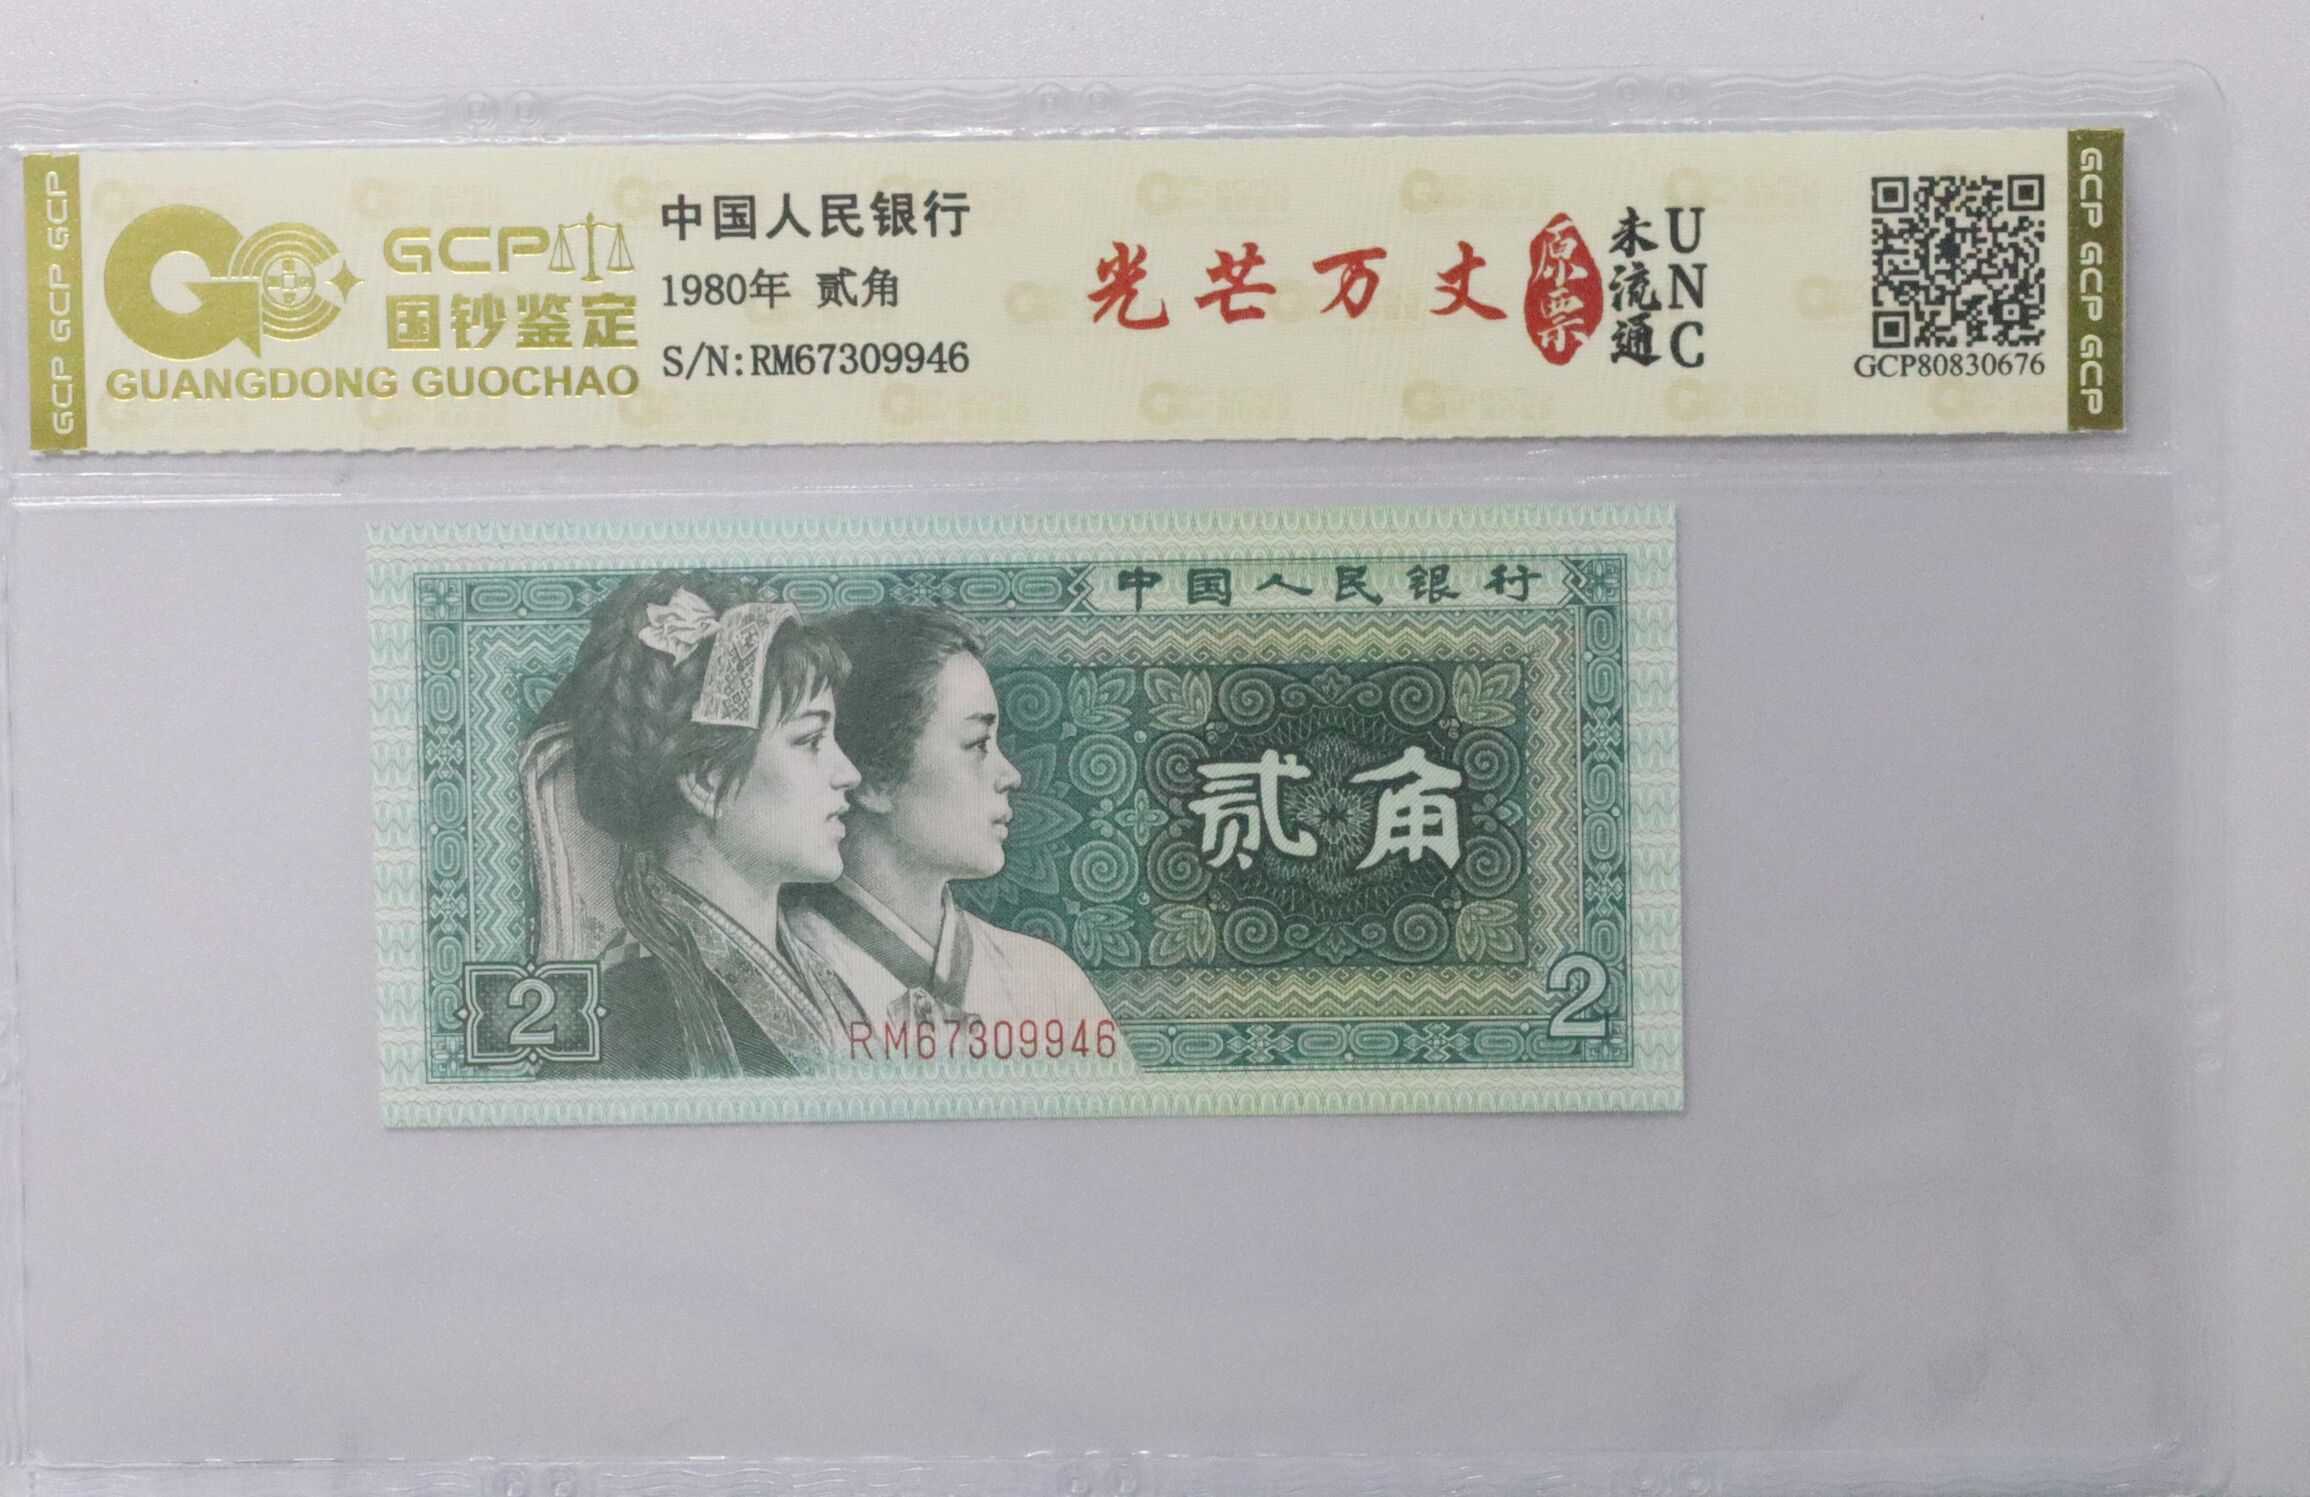 GCP GCP GCP
GCP
国钞鉴定
GUANGDONG GUOCHAO
中国人民银行
1980年 贰角
S/N:RM67309946
光芒万丈
原票
未流通
UNC
GCP80830676
GCP GCP GCP
中国人民银行
贰角
2
RM67309946
2